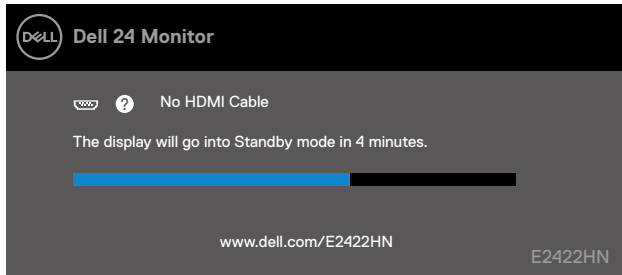 DELL
Dell 24 Monitor
? No HDMI Cable
The display will go into Standby mode in 4 minutes.
www.dell.com/E2422HN
E2422HN